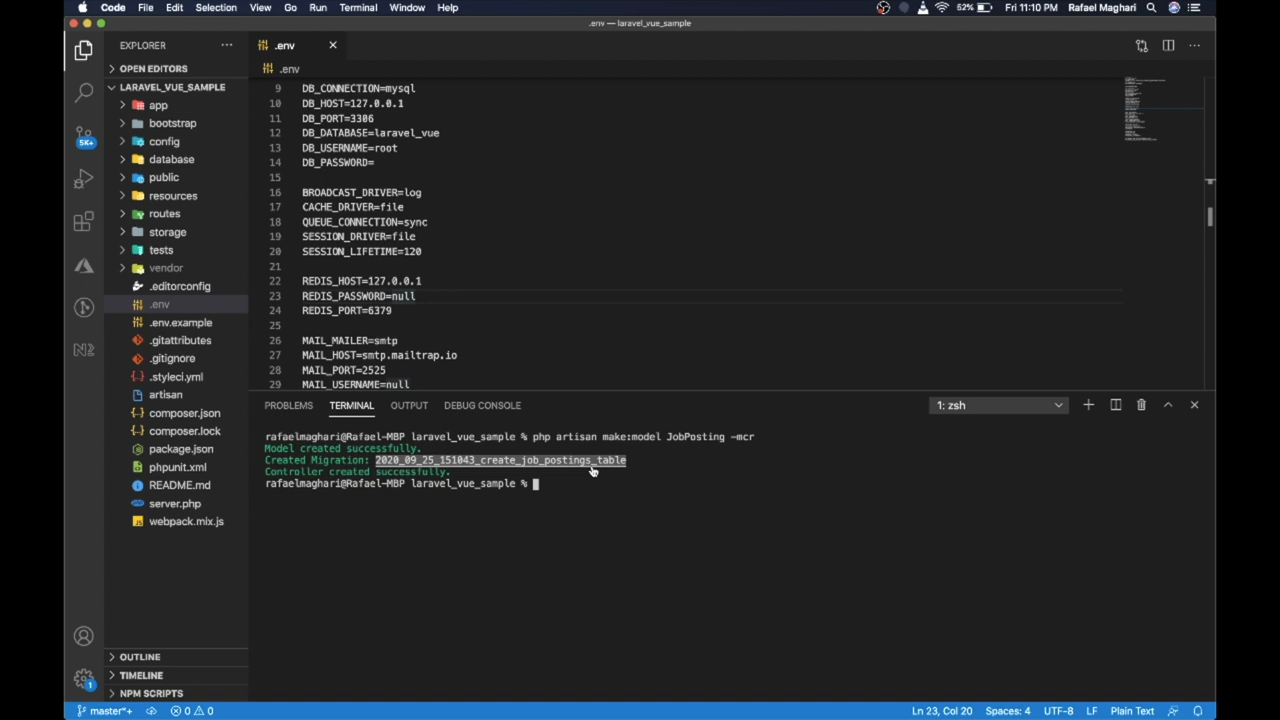 Code File Edit Selection View Go Run Terminal Window Help
52% Fri 11:10 PM Rafael Maghari
.env — laravel_vue_sample
EXPLORER
OPEN EDITORS
LARAVEL_VUE_SAMPLE
app
bootstrap
config
database
public
resources
routes
storage
tests
vendor
.editorconfig
.env
.env.example
.gitattributes
.gitignore
.styleci.yml
artisan
composer.json
composer.lock
package.json
phpunit.xml
README.md
server.php
webpack.mix.js
OUTLINE
TIMELINE
NPM SCRIPTS
5K+
1
.env
.env
9 DB_CONNECTION=mysql
10 DB_HOST=127.0.0.1
11 DB_PORT=3306
12 DB_DATABASE=laravel_vue
13 DB_USERNAME=root
14 DB_PASSWORD=
15
16 BROADCAST_DRIVER=log
17 CACHE_DRIVER=file
18 QUEUE_CONNECTION=sync
19 SESSION_DRIVER=file
20 SESSION_LIFETIME=120
21
22 REDIS_HOST=127.0.0.1
23 REDIS_PASSWORD=null
24 REDIS_PORT=6379
25
26 MAIL_MAILER=smtp
27 MAIL_HOST=smtp.mailtrap.io
28 MAIL_PORT=2525
29 MAIL_USERNAME=null
PROBLEMS TERMINAL OUTPUT DEBUG CONSOLE
1: zsh
rafaelmaghari@Rafael-MBP laravel_vue_sample % php artisan make:model JobPosting -mcr
Model created successfully.
Created Migration: 2020_09_25_151043_create_job_postings_table
Controller created successfully.
rafaelmaghari@Rafael-MBP laravel_vue_sample %
master*+ 0 0
Ln 23, Col 20 Spaces: 4 UTF-8 LF Plain Text